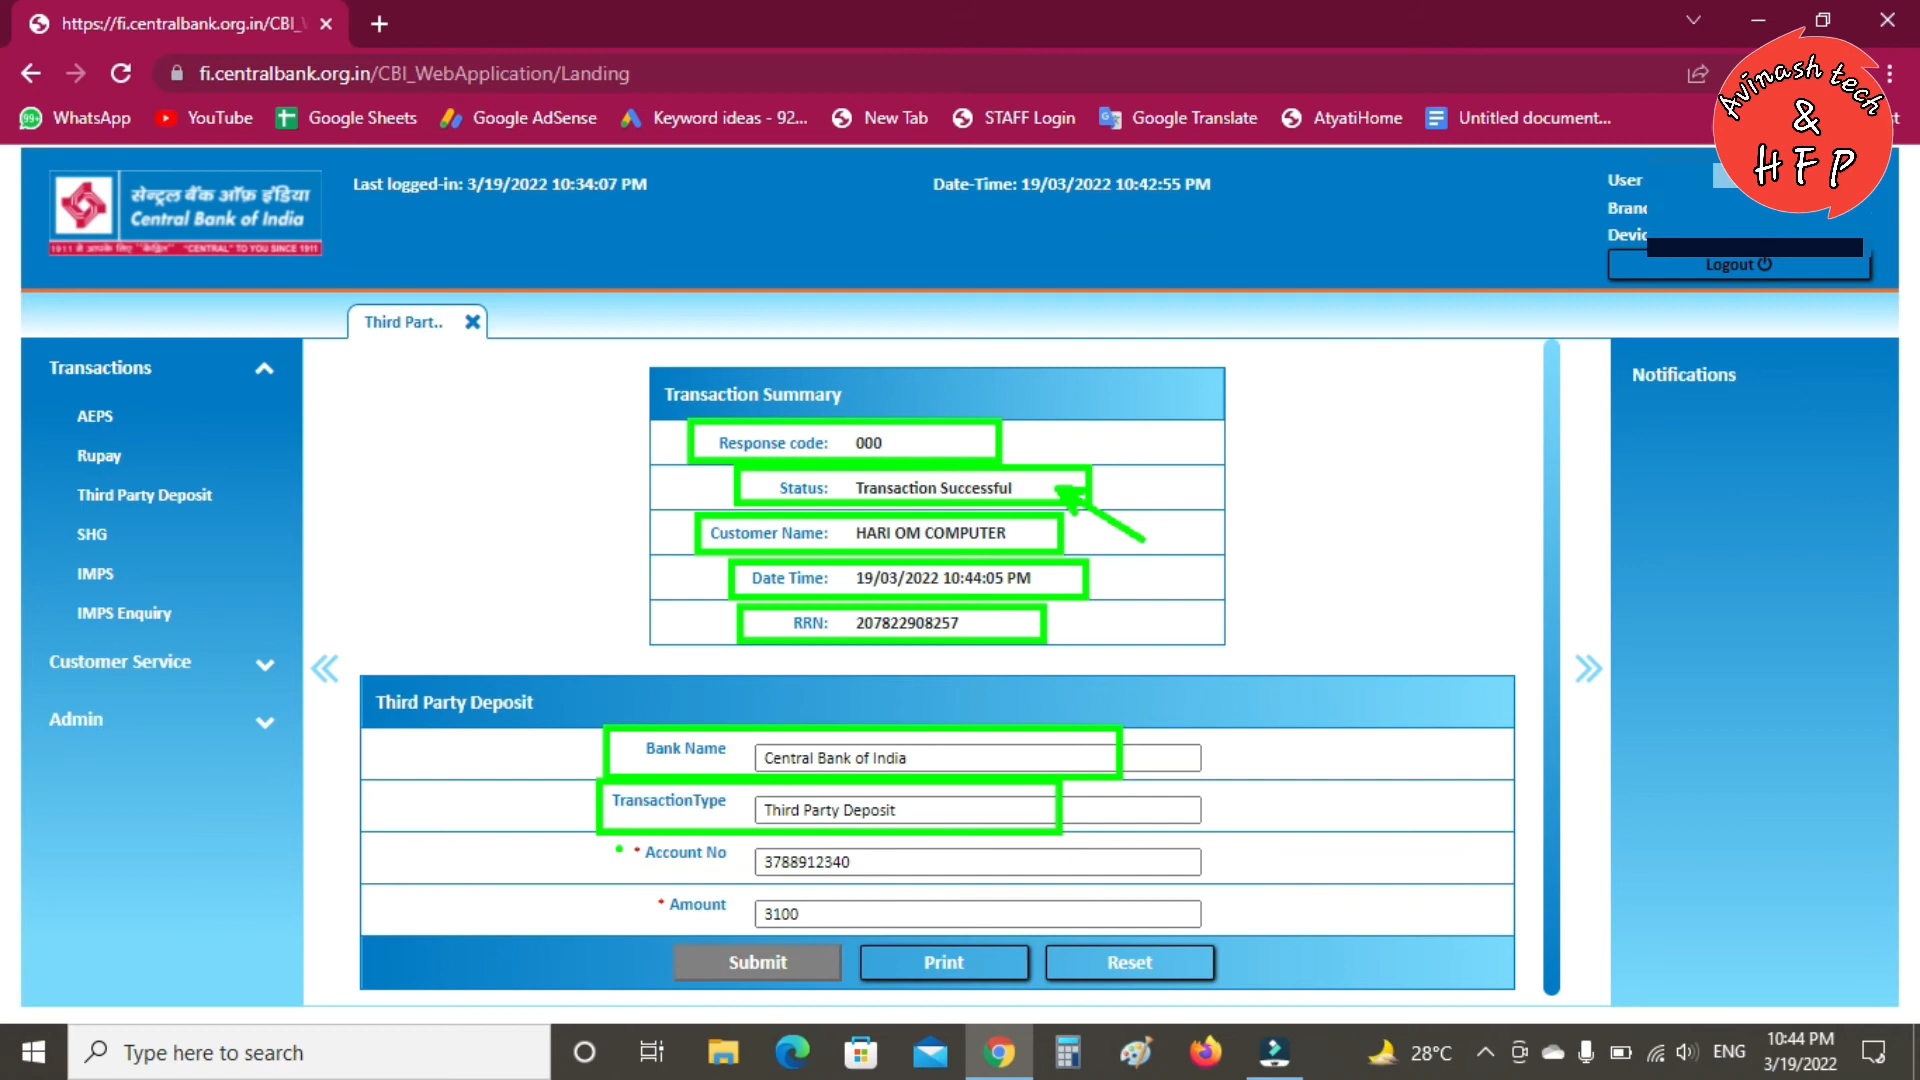 https://fi.centralbank.org.in/CBI_
fi.centralbank.org.in/CBI_WebApplication/Landing
99+ WhatsApp YouTube Google Sheets Google AdSense Keyword ideas - 92... New Tab STAFF Login Google Translate AtyatiHome Untitled document...
Avinash tech
&
HFP
सेन्ट्रल बैंक ऑफ़ इंडिया
Central Bank of India
"CENTRAL" TO YOU SINCE 1911
Last logged-in: 3/19/2022 10:34:07 PM
Date-Time: 19/03/2022 10:42:55 PM
User
Logout
Third Part..
Transactions
AEPS
Rupay
Third Party Deposit
SHG
IMPS
IMPS Enquiry
Customer Service
Admin
Transaction Summary
Response code: 000
Status: Transaction Successful
Customer Name: HARI OM COMPUTER
Date Time: 19/03/2022 10:44:05 PM
RRN: 207822908257
Third Party Deposit
Bank Name Central Bank of India
TransactionType Third Party Deposit
* Account No 3788912340
* Amount 3100
Submit Print Reset
Notifications
Type here to search
28°C
ENG
10:44 PM
3/19/2022